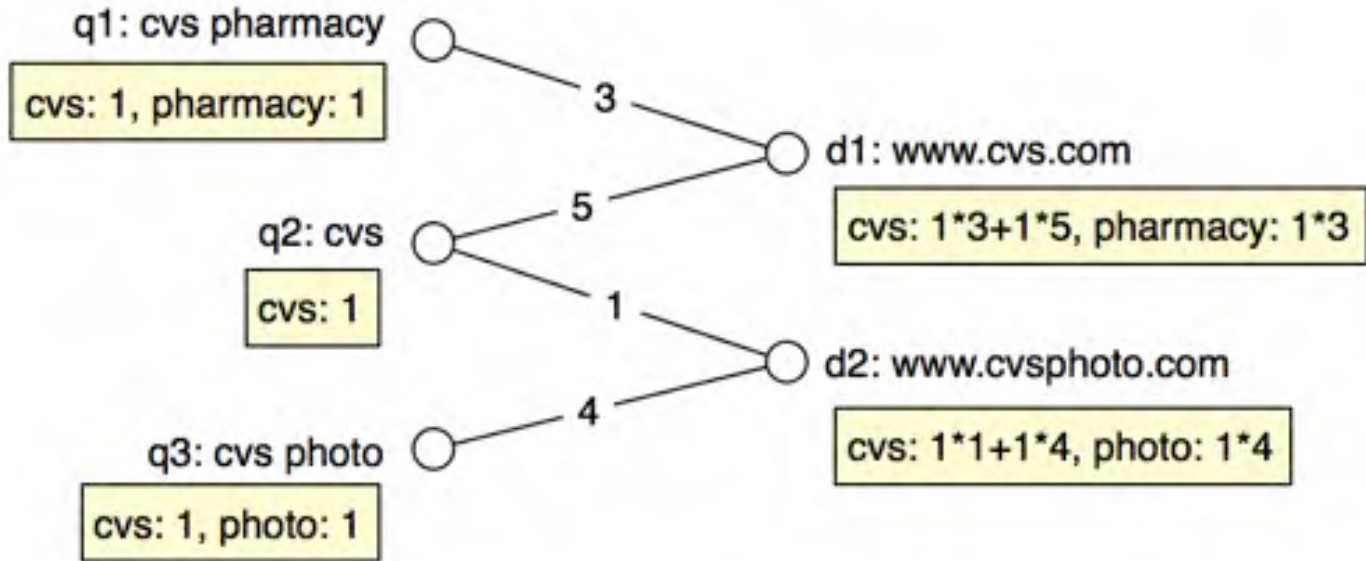 q1: cvs pharmacy
cvs: 1, pharmacy: 1
3
d1: www.cvs.com
cvs: 1*3+1*5, pharmacy: 1*3
5
q2: cvs
cvs: 1
1
d2: www.cvsphoto.com
cvs: 1*1+1*4, photo: 1*4
4
q3: cvs photo
cvs: 1, photo: 1